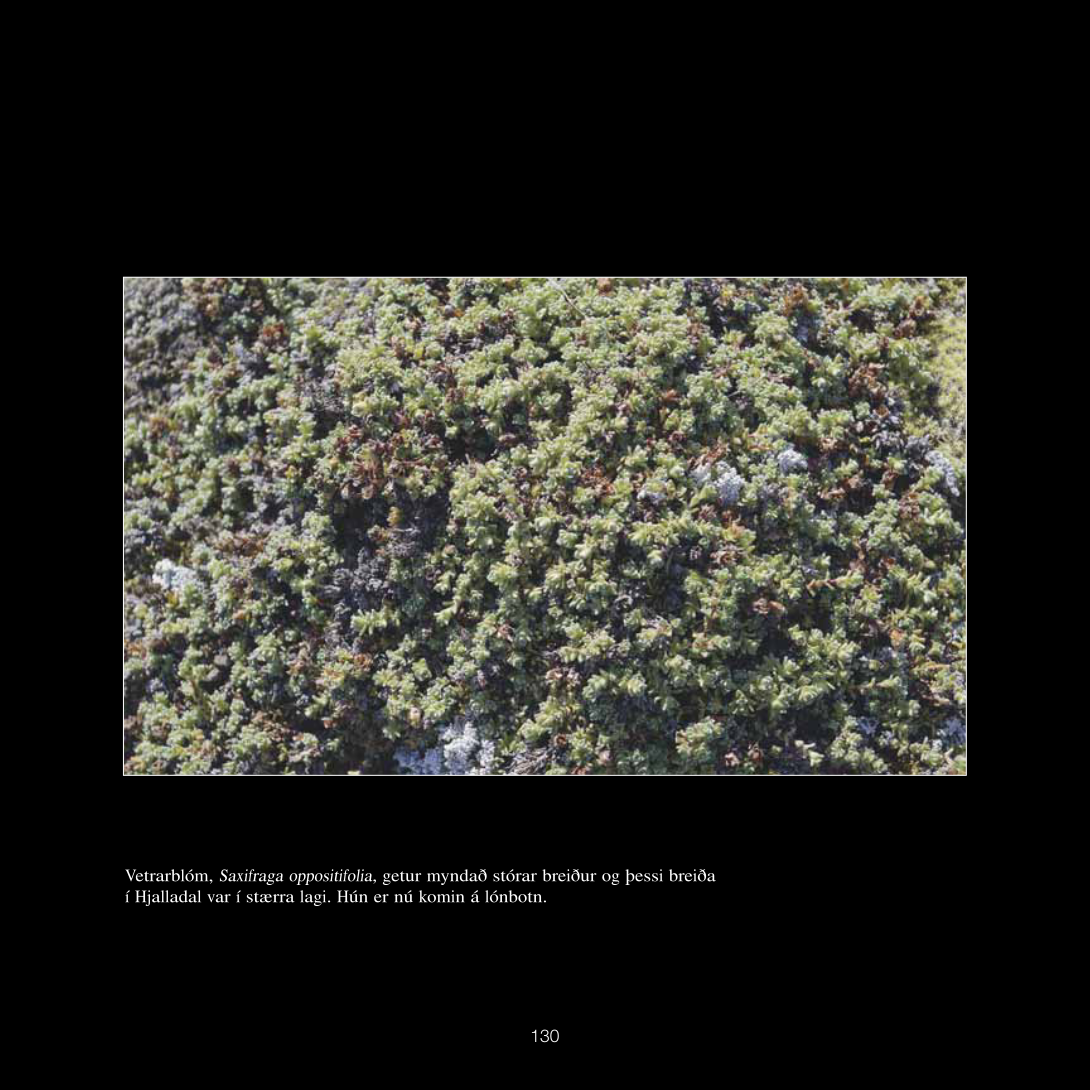 Vetrarblóm, Saxifraga oppositifolia, getur myndað stórar breiður og þessi breiða
í Hjalladal var í stærra lagi. Hún er nú komin á lónbotn.
130